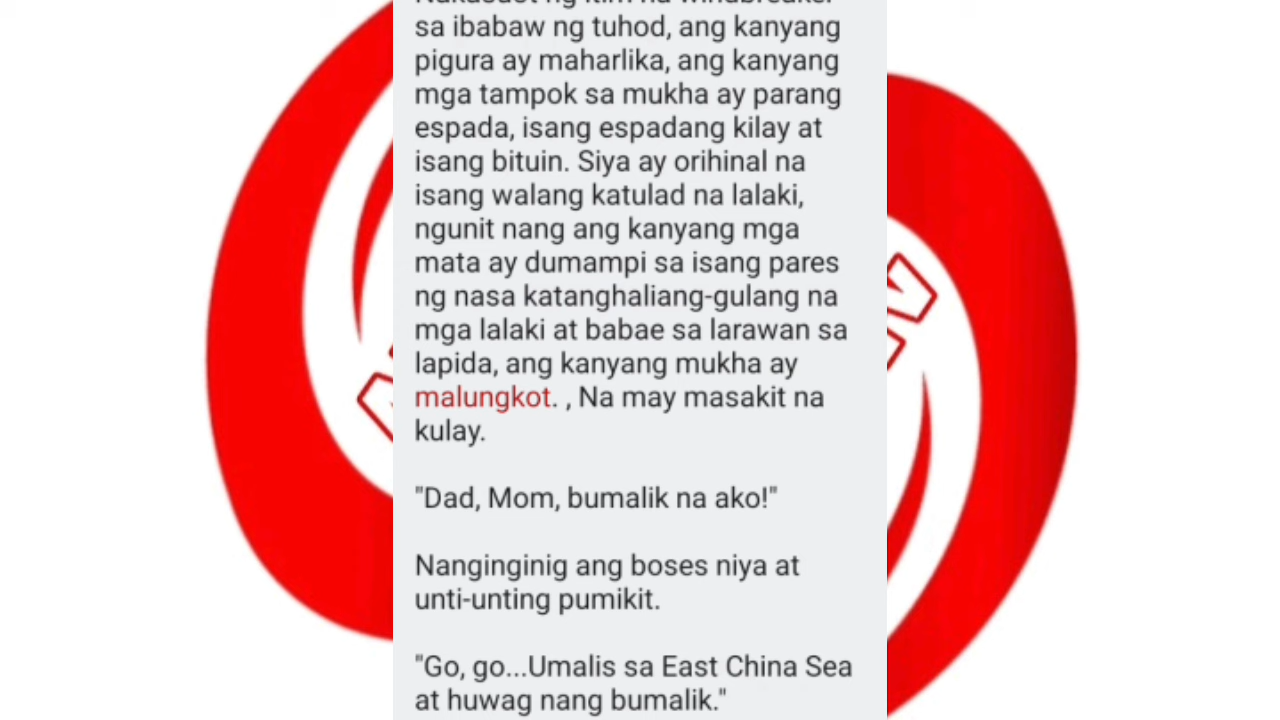 sa ibabaw ng tuhod, ang kanyang
pigura ay maharlika, ang kanyang
mga tampok sa mukha ay parang
espada, isang espadang kilay at
isang bituin. Siya ay orihinal na
isang walang katulad na lalaki,
ngunit nang ang kanyang mga
mata ay dumampi sa isang pares
ng nasa katanghaliang-gulang na
mga lalaki at babae sa larawan sa
lapida, ang kanyang mukha ay
malungkot. , Na may masakit na
kulay.
"Dad, Mom, bumalik na ako!"
Nanginginig ang boses niya at
unti-unting pumikit.
"Go, go...Umalis sa East China Sea
at huwag nang bumalik."